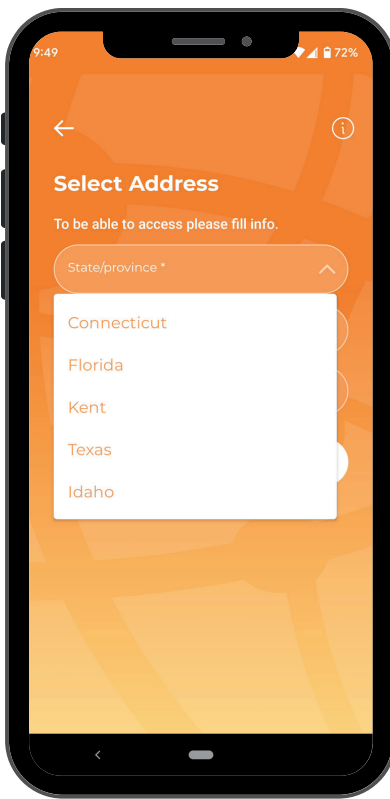 9:49
72%
Select Address
To be able to access please fill info.
State/province *
Connecticut
Florida
Kent
Texas
Idaho